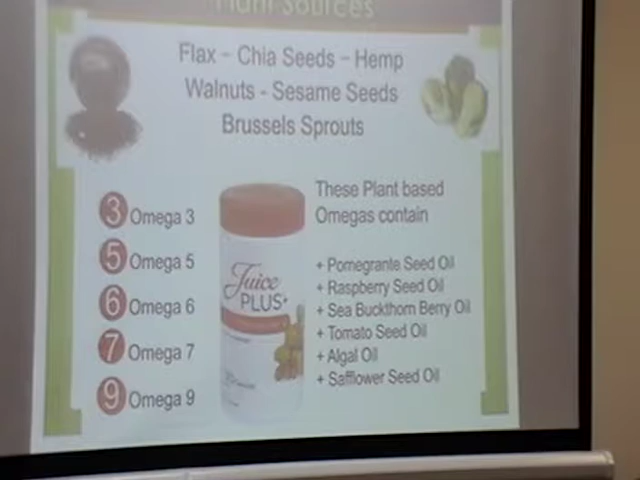 Plant Sources
Flax - Chia Seeds - Hemp
Walnuts - Sesame Seeds
Brussels Sprouts
3 Omega 3
5 Omega 5
6 Omega 6
7 Omega 7
9 Omega 9
Juice
PLUS+
These Plant based
Omegas contain
+ Pomegrante Seed Oil
+ Raspberry Seed Oil
+ Sea Buckthorn Berry Oil
+ Tomato Seed Oil
+ Algal Oil
+ Safflower Seed Oil